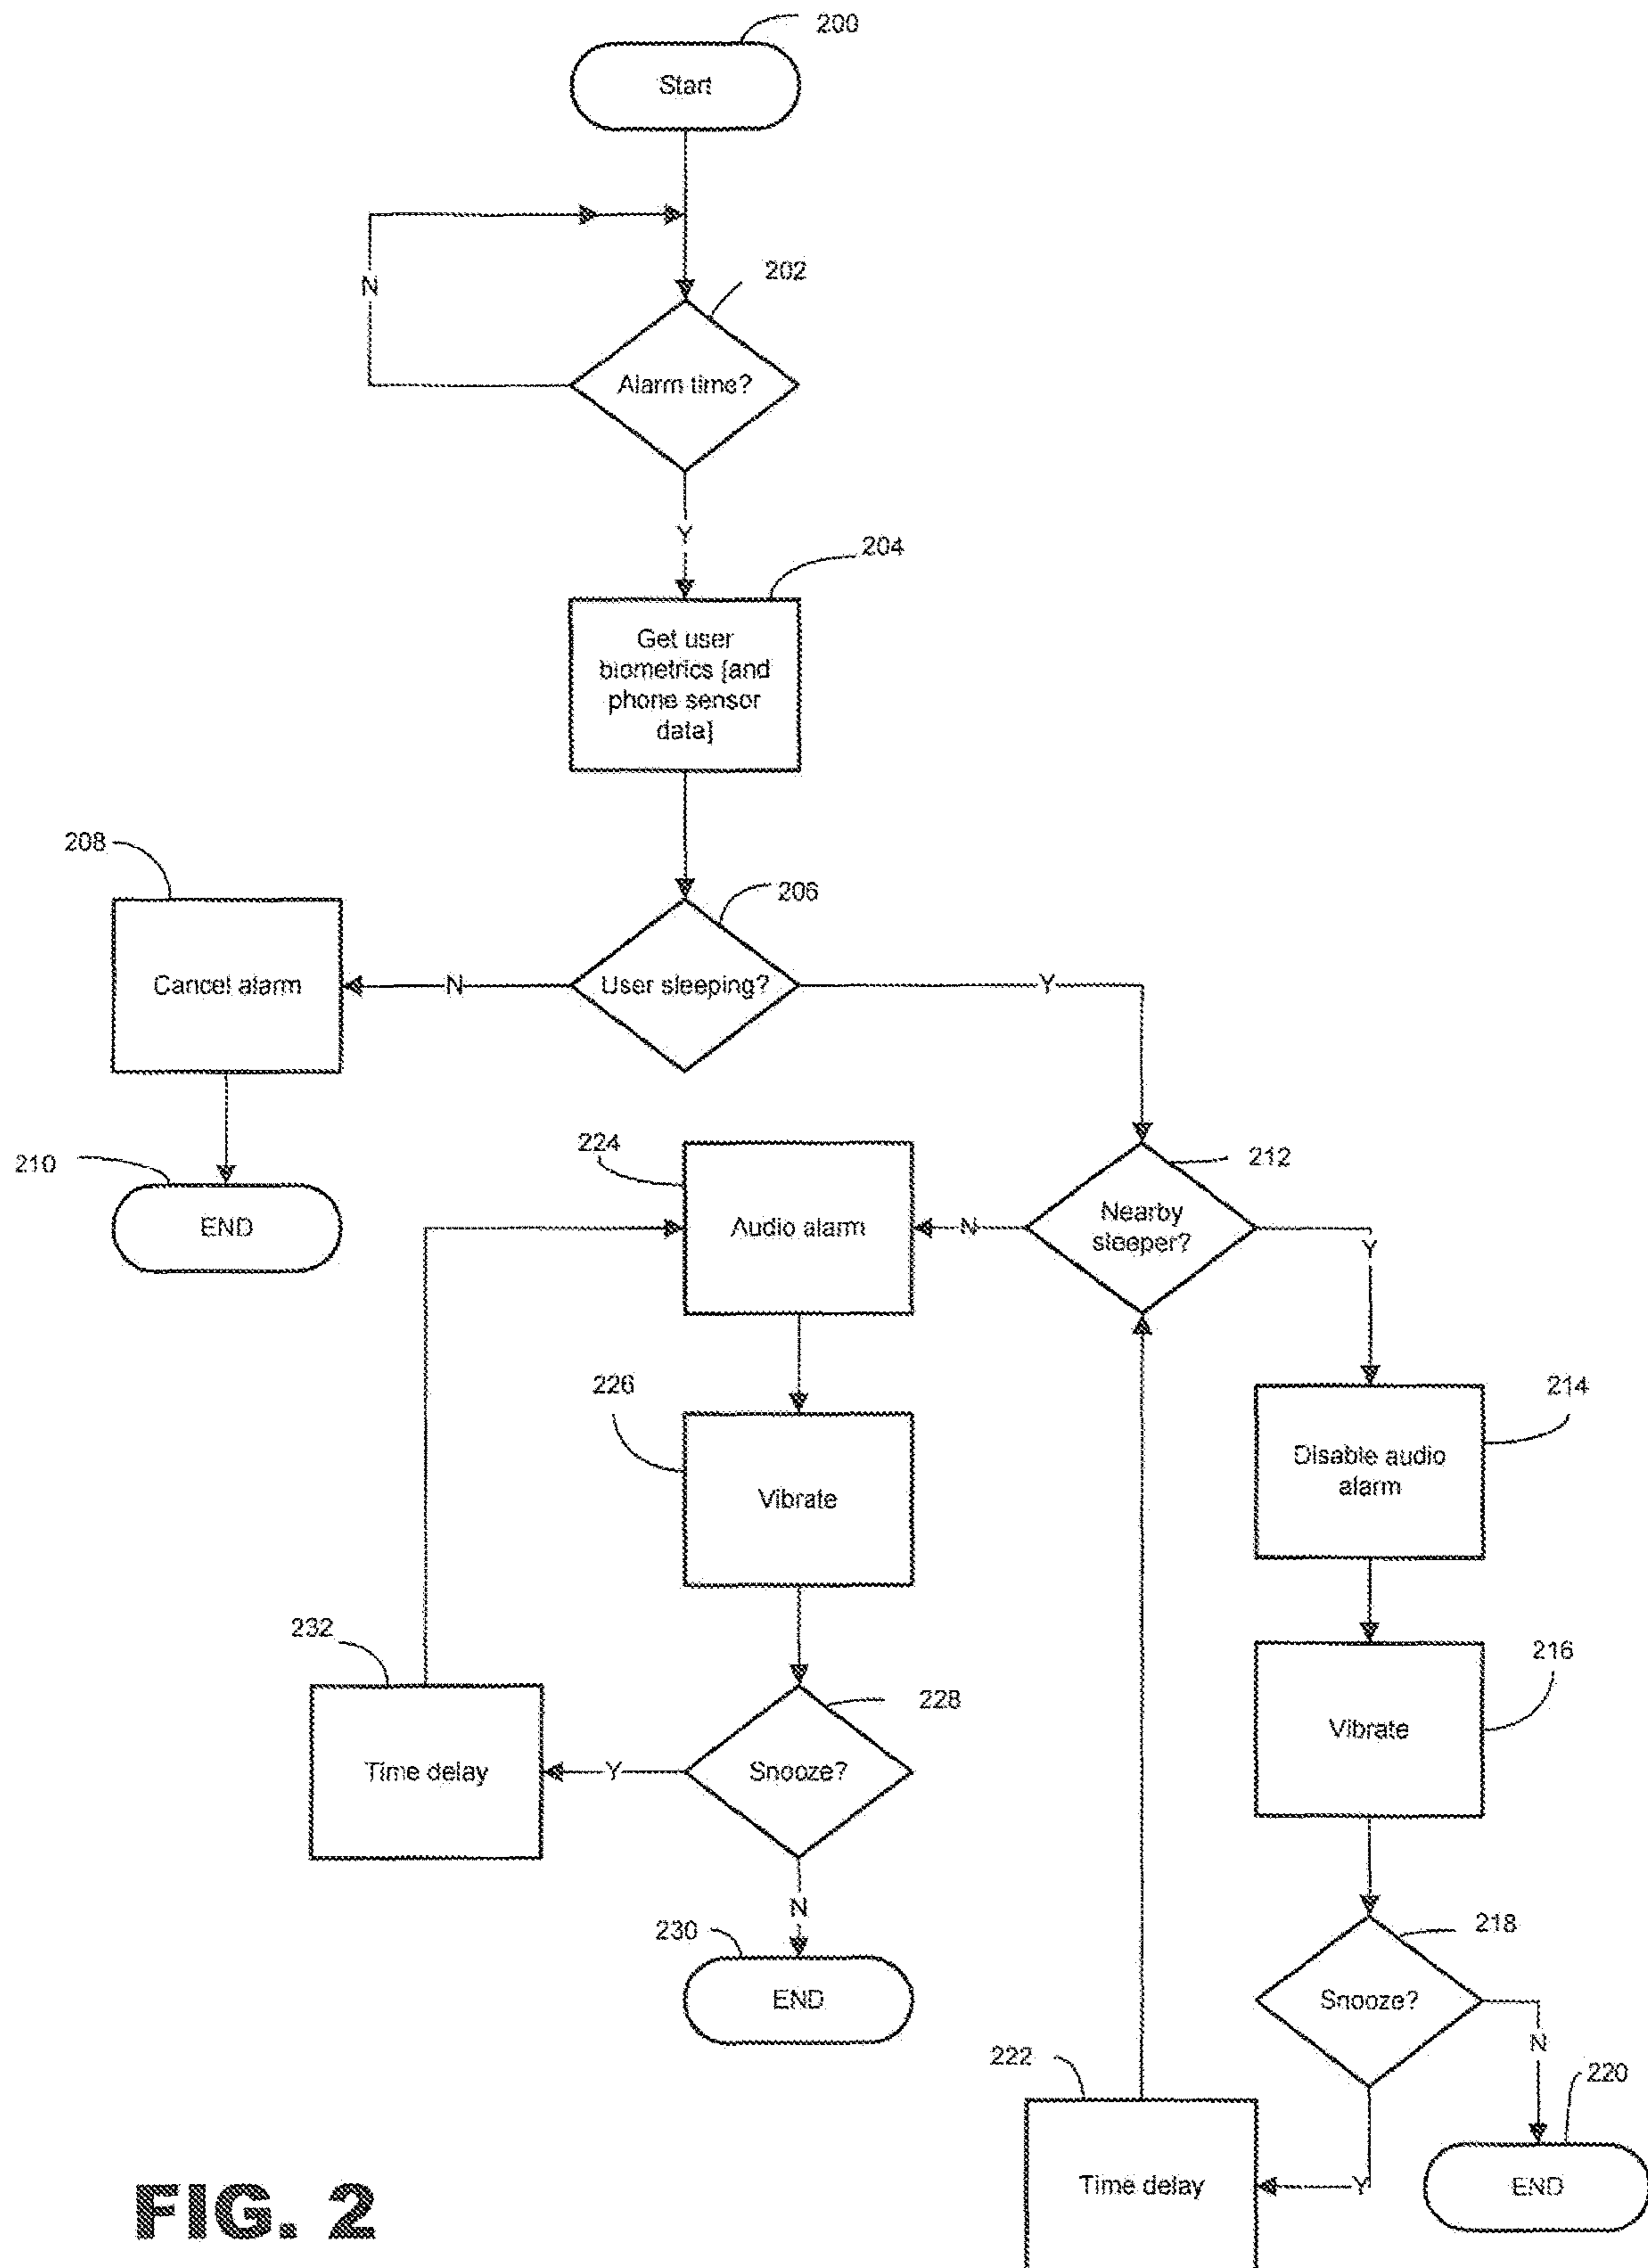 200
Start
N
202
Alarm time?
Y
204
Get user
biometrics [and
phone sensor
data]
208
206
Cancel alarm
N
User sleeping?
Y
210
END
224
212
Audio alarm
N
Nearby
sleeper?
Y
226
214
Vibrate
Disable audio
alarm
232
216
228
Vibrate
Time delay
Y
Snooze?
N
230
218
END
Snooze?
N
222
220
Time delay
Y
END
FIG. 2